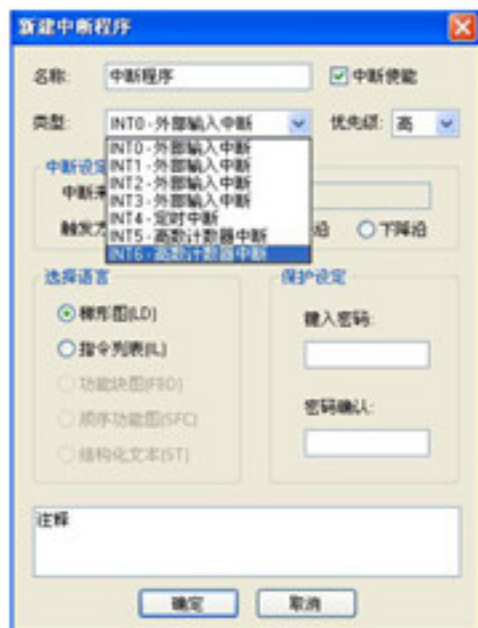 新建中断程序
名称: 中断程序 中断使能
类型: INT0-外部输入中断 优先级: 高
INT0-外部输入中断
INT1-外部输入中断
INT2-外部输入中断
INT3-外部输入中断
INT4-定时中断
INT5-高数计数器中断
INT6-高数计数器中断
中断设定
中断来
触发方 沿 下降沿
选择语言
梯形图(LD)
指令列表(IL)
功能块图(FBD)
顺序功能图(SFC)
结构化文本(ST)
保护设定
键入密码:
密码确认:
注释
确定 取消